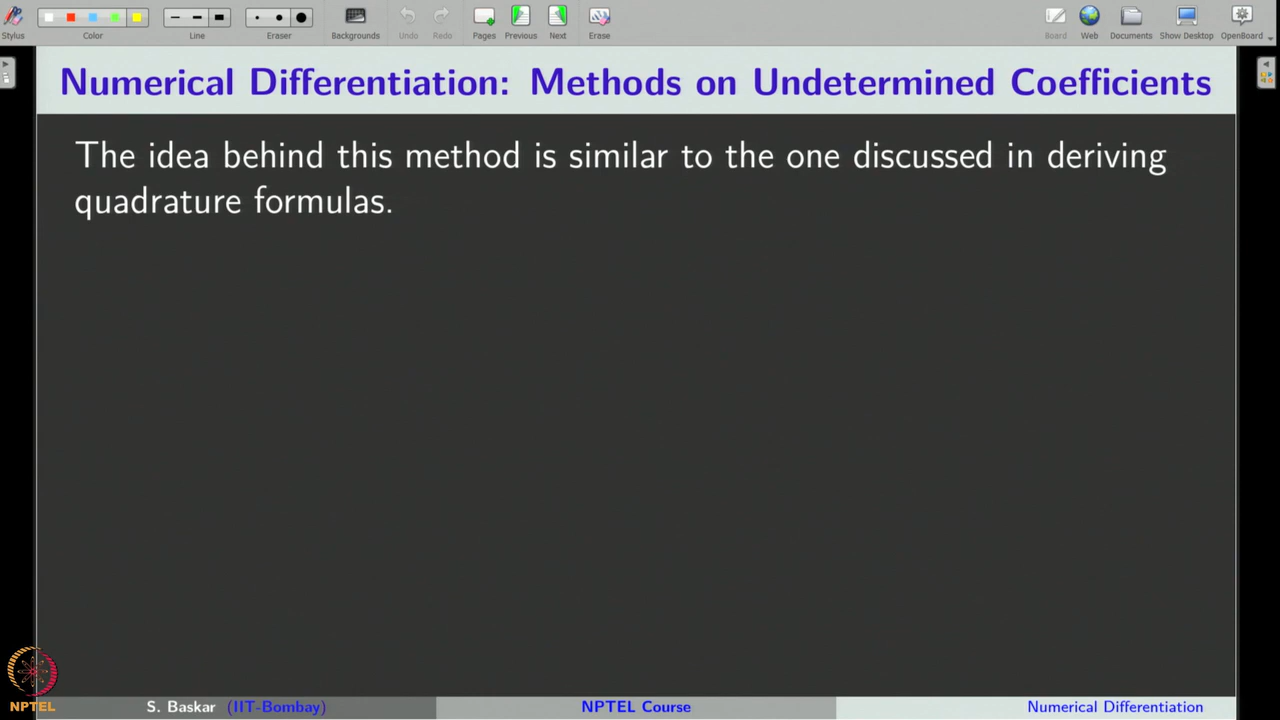 Stylus
Color
Line
Eraser
Backgrounds
Undo
Redo
Pages
Previous
Next
Erase
Board
Web
Documents
Show Desktop
OpenBoard
Numerical Differentiation: Methods on Undetermined Coefficients
The idea behind this method is similar to the one discussed in deriving
quadrature formulas.
NPTEL
S. Baskar (IIT-Bombay)
NPTEL Course
Numerical Differentiation